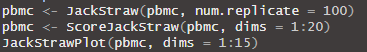 pbmc <- JackStraw(pbmc, num.replicate = 100)
pbmc <- ScoreJackStraw(pbmc, dims = 1:20)
JackStrawPlot(pbmc, dims = 1:15)